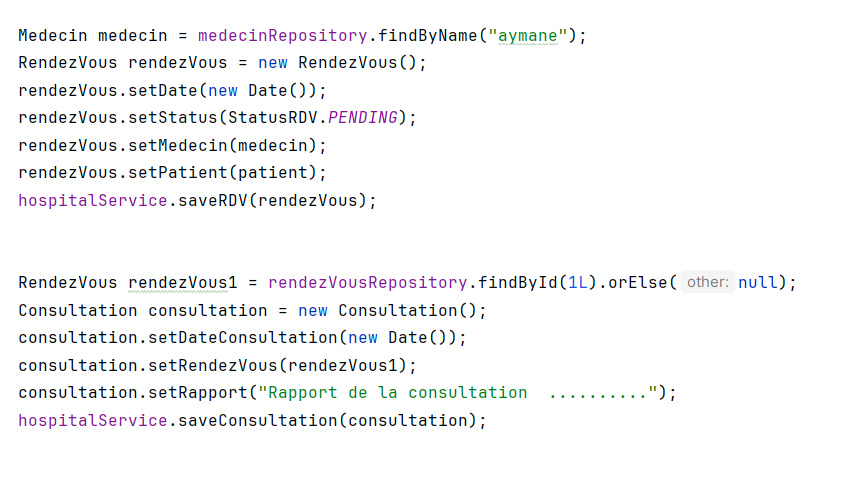 Medecin medecin = medecinRepository.findByName("aymane");
RendezVous rendezVous = new RendezVous();
rendezVous.setDate(new Date());
rendezVous.setStatus(StatusRDV.PENDING);
rendezVous.setMedecin(medecin);
rendezVous.setPatient(patient);
hospitalService.saveRDV(rendezVous);
RendezVous rendezVous1 = rendezVousRepository.findById(1L).orElse( other: null);
Consultation consultation = new Consultation();
consultation.setDateConsultation(new Date());
consultation.setRendezVous(rendezVous1);
consultation.setRapport("Rapport de la consultation  ..........");
hospitalService.saveConsultation(consultation);